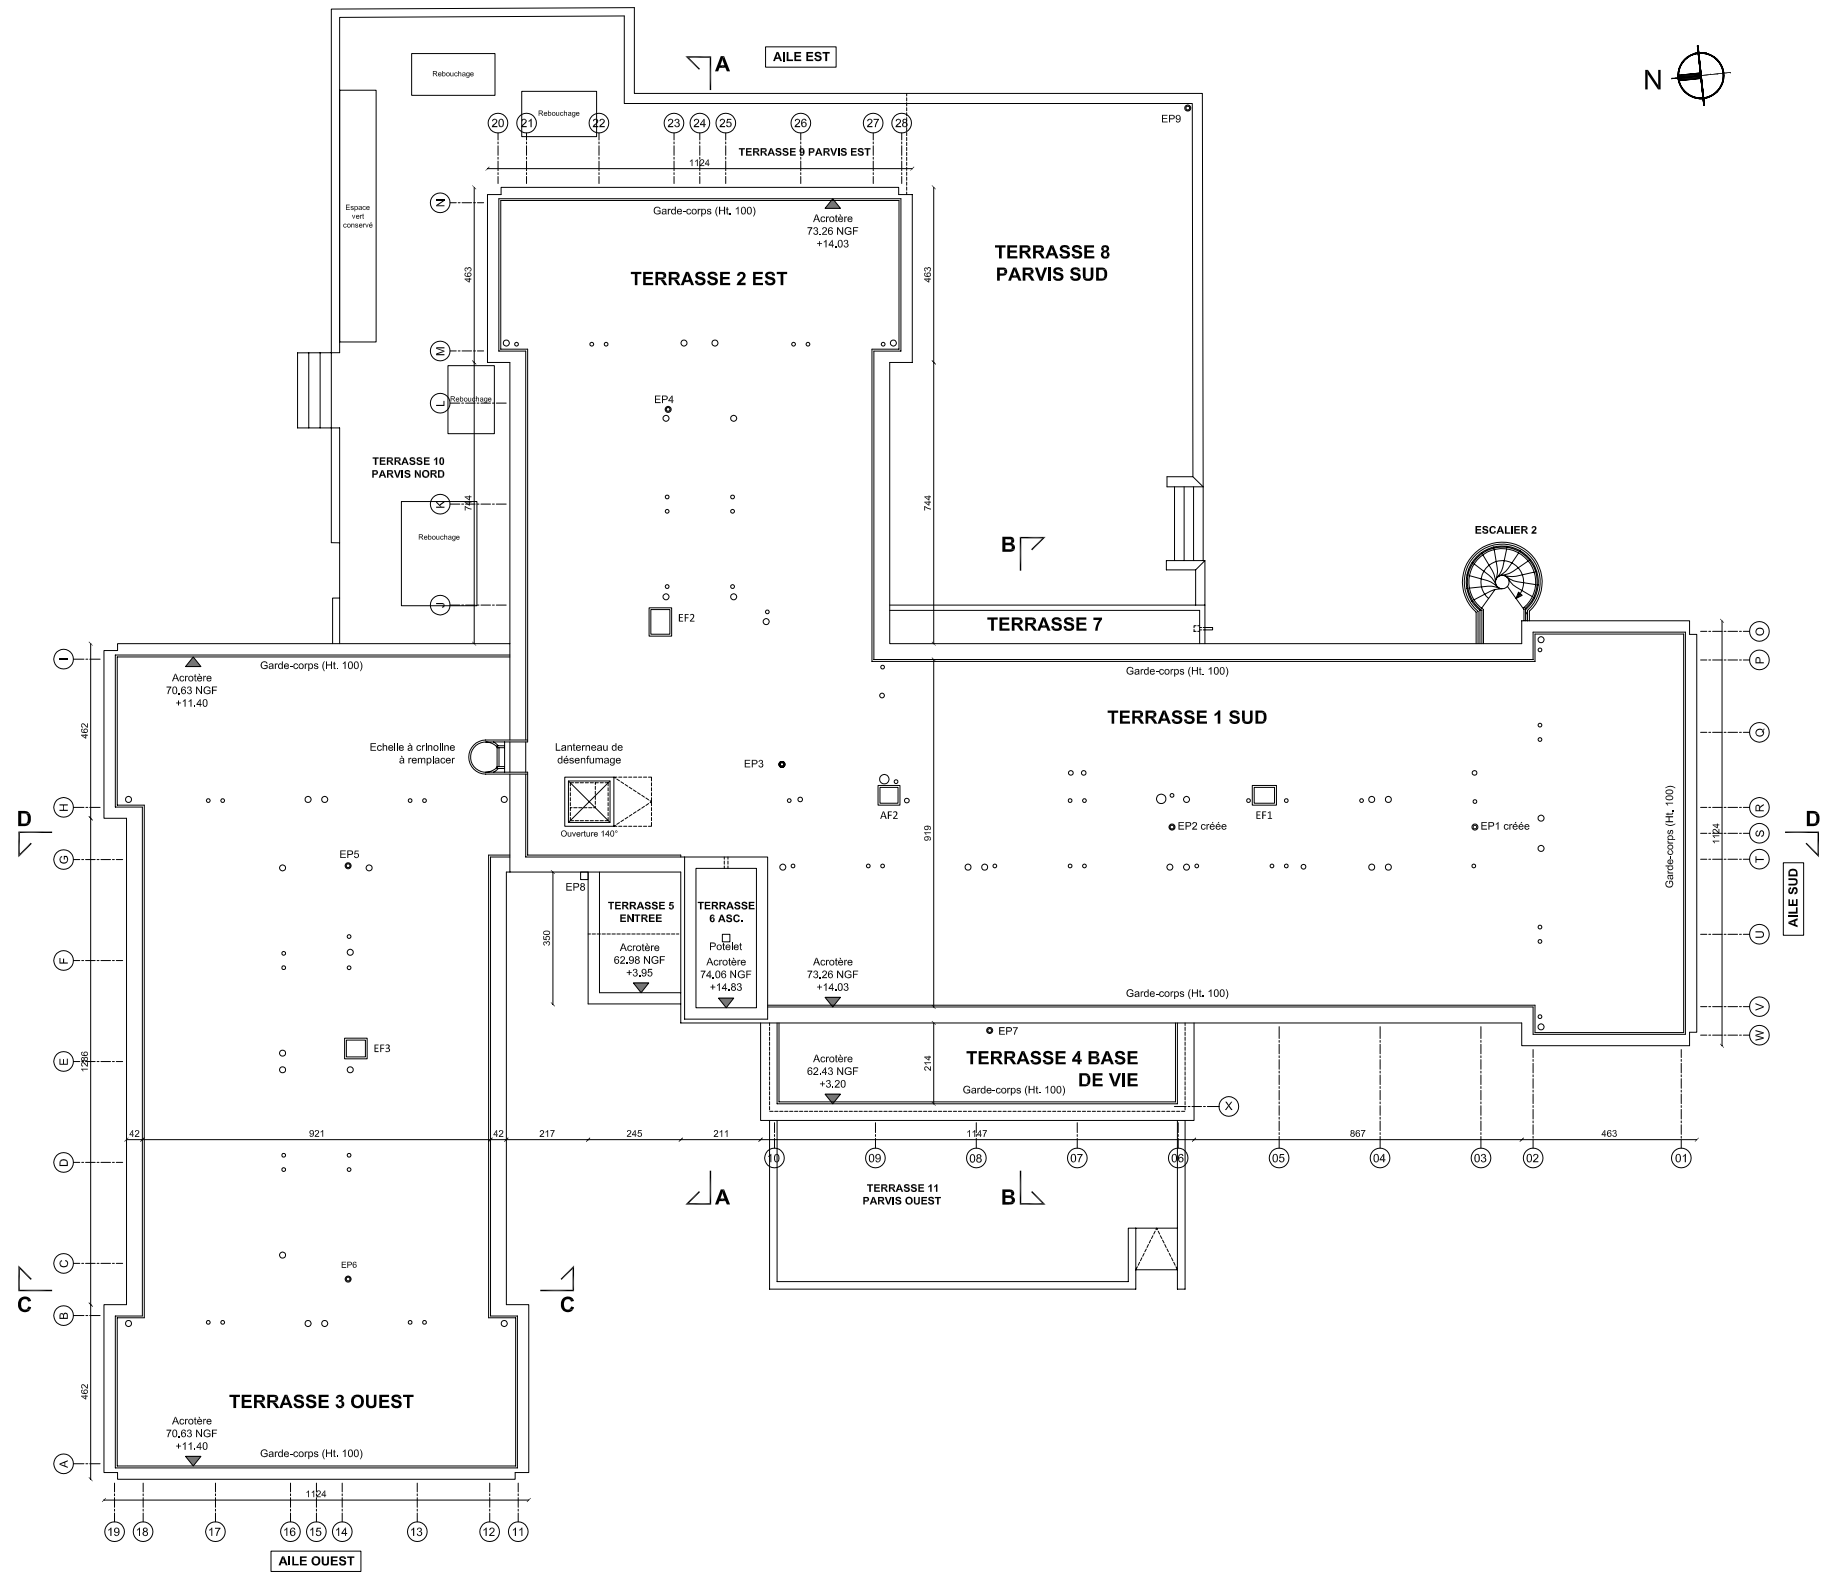 A
AILE EST
N
Rebouchage
Rebouchage
EP9
20
21
22
23
24
25
26
27
28
TERRASSE 9 PARVIS EST
1124
Espace
vert
conservé
N
Garde-corps (Ht. 100)
Acrotère
73.26 NGF
+14.03
463
463
TERRASSE 2 EST
TERRASSE 8
PARVIS SUD
M
L
Rebouchage
EP4
TERRASSE 10
PARVIS NORD
K
744
744
Rebouchage
B
ESCALIER 2
J
EF2
TERRASSE 7
O
I
P
Garde-corps (Ht. 100)
Acrotère
70.63 NGF
+11.40
Garde-corps (Ht. 100)
TERRASSE 1 SUD
462
Q
Echelle à crinoline
à remplacer
Lanterneau de
désenfumage
EP3
H
R
D
Ouverture 140°
AF2
EF1
EP2 créée
EP1 créée
Garde-corps (Ht. 100)
919
1124
S
D
G
T
EP5
EP8
AILE SUD
TERRASSE 5
ENTREE
TERRASSE
6 ASC.
350
U
F
Potelet
Acrotère
62.98 NGF
+3.95
Acrotère
74.06 NGF
+14.83
Acrotère
73.26 NGF
+14.03
Garde-corps (Ht. 100)
V
W
EP7
EF3
E
1286
Acrotère
62.43 NGF
+3.20
214
TERRASSE 4 BASE
DE VIE
Garde-corps (Ht. 100)
X
42
921
42
217
245
211
1147
867
463
D
10
09
08
07
06
05
04
03
02
01
A
TERRASSE 11
PARVIS OUEST
B
C
EP6
C
C
B
462
TERRASSE 3 OUEST
Acrotère
70.63 NGF
+11.40
Garde-corps (Ht. 100)
A
1124
19
18
17
16
15
14
13
12
11
AILE OUEST